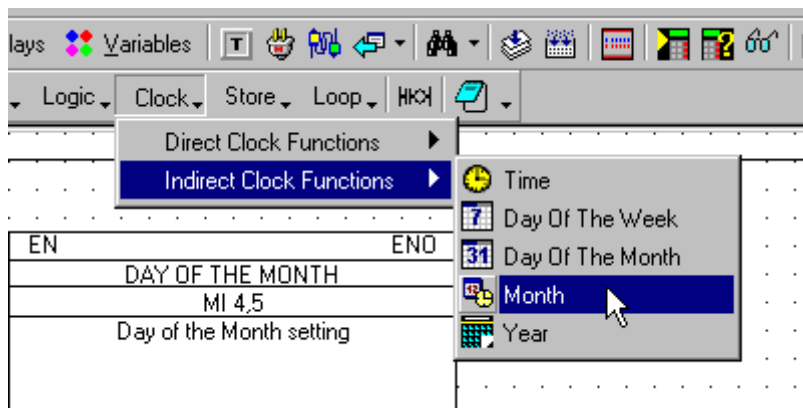 lays Variables T
Logic Clock Store Loop
Direct Clock Functions
Indirect Clock Functions
Time
7 Day Of The Week
31 Day Of The Month
12 Month
Year
EN ENO
DAY OF THE MONTH
MI 4,5
Day of the Month setting